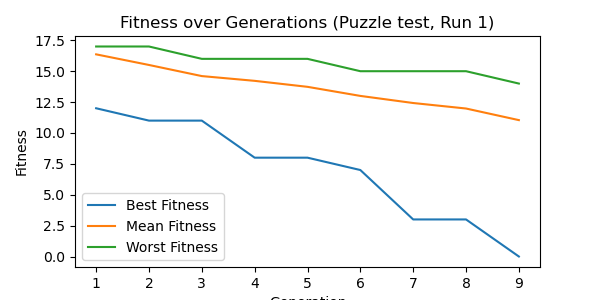 Fitness over Generations (Puzzle test, Run 1)
Fitness
17.5
15.0
12.5
10.0
7.5
5.0
2.5
0.0
Best Fitness
Mean Fitness
Worst Fitness
1 2 3 4 5 6 7 8 9
Generation